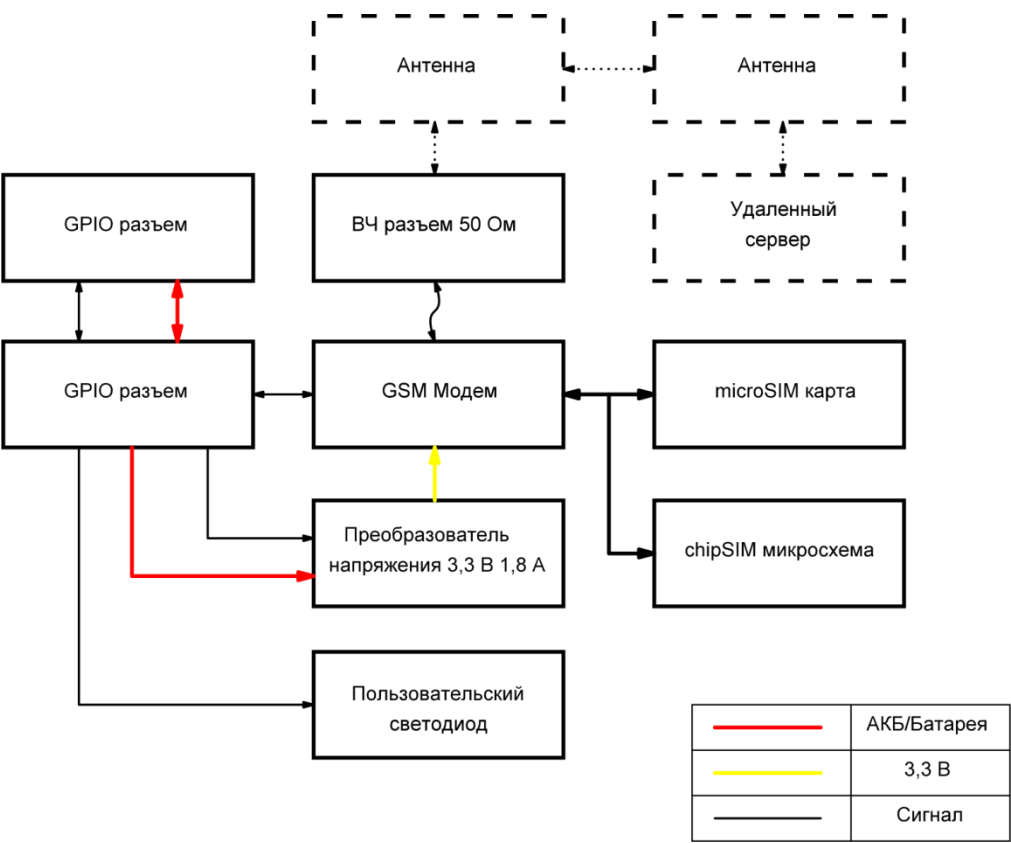 Антенна
Антенна
GPIO разъем
ВЧ разъем 50 Ом
Удаленный
сервер
GPIO разъем
GSM Модем
microSIM карта
Преобразователь
напряжения 3,3 В 1,8 А
chipSIM микросхема
Пользовательский
светодиод
АКБ/Батарея
3,3 В
Сигнал